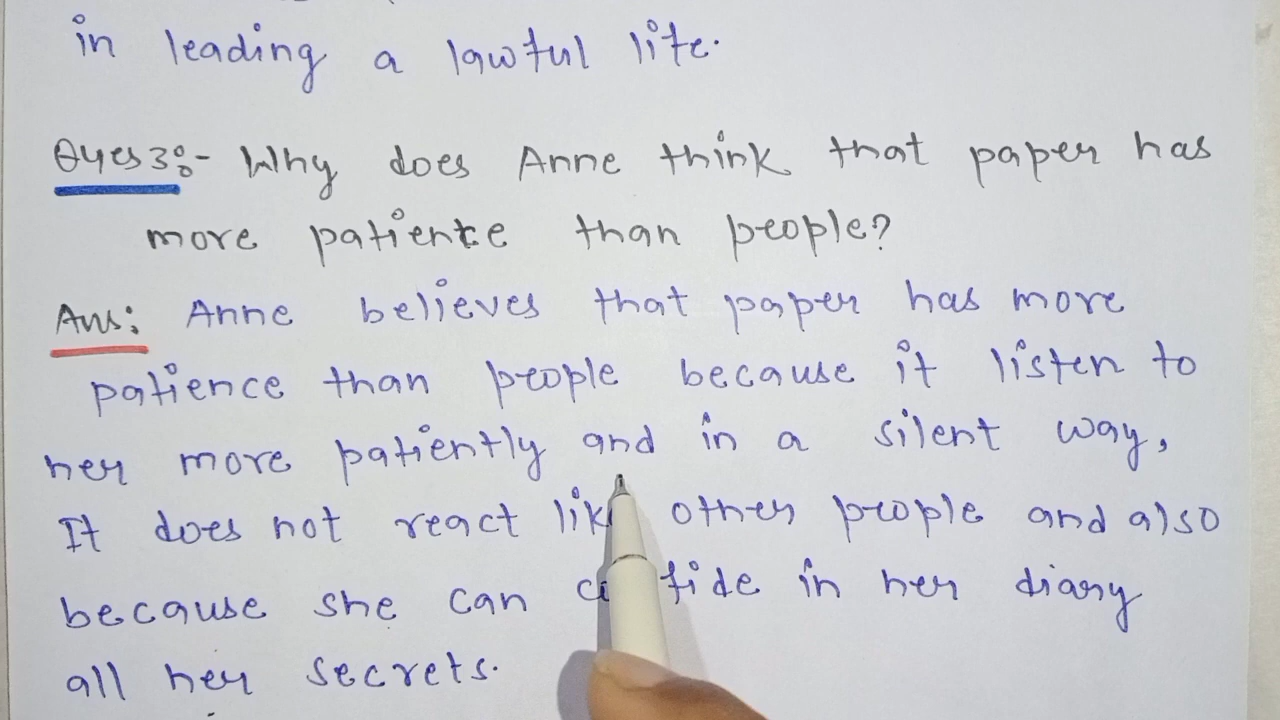 in leading a lawful life.
Ques3:- Why does Anne think that paper has
more patience than people?
Ans: Anne believes that paper has more
patience than people because it listen to
her more patiently and in a silent way,
It does not react like other people and also
because she can confide in her diary
all her secrets.